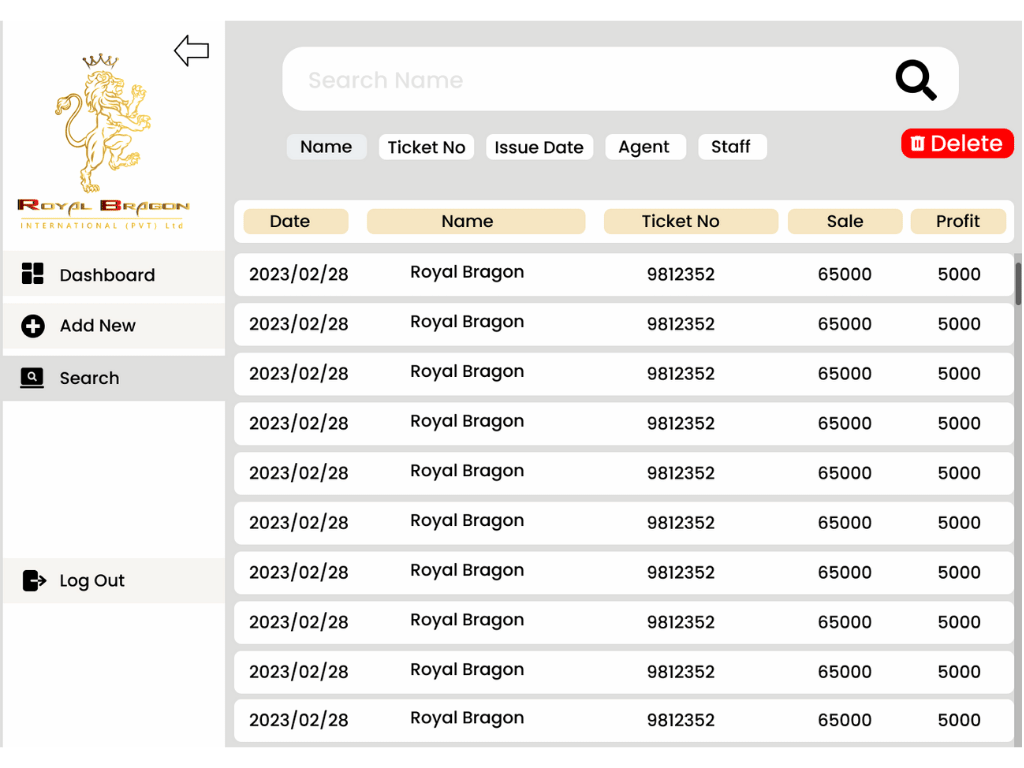 Search Name
Name Ticket No Issue Date Agent Staff Delete
ROYAL BRAGON
INTERNATIONAL (PVT) Ltd
Date Name Ticket No Sale Profit
Dashboard
Add New
Search
Log Out
2023/02/28 Royal Bragon 9812352 65000 5000
2023/02/28 Royal Bragon 9812352 65000 5000
2023/02/28 Royal Bragon 9812352 65000 5000
2023/02/28 Royal Bragon 9812352 65000 5000
2023/02/28 Royal Bragon 9812352 65000 5000
2023/02/28 Royal Bragon 9812352 65000 5000
2023/02/28 Royal Bragon 9812352 65000 5000
2023/02/28 Royal Bragon 9812352 65000 5000
2023/02/28 Royal Bragon 9812352 65000 5000
2023/02/28 Royal Bragon 9812352 65000 5000